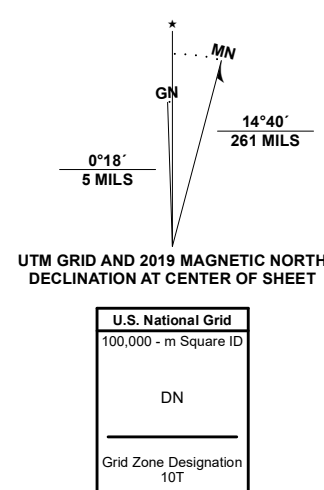 ★
MN
GN
14°40´
261 MILS
0°18´
5 MILS
UTM GRID AND 2019 MAGNETIC NORTH
DECLINATION AT CENTER OF SHEET
U.S. National Grid
100,000 - m Square ID
DN
Grid Zone Designation
10T